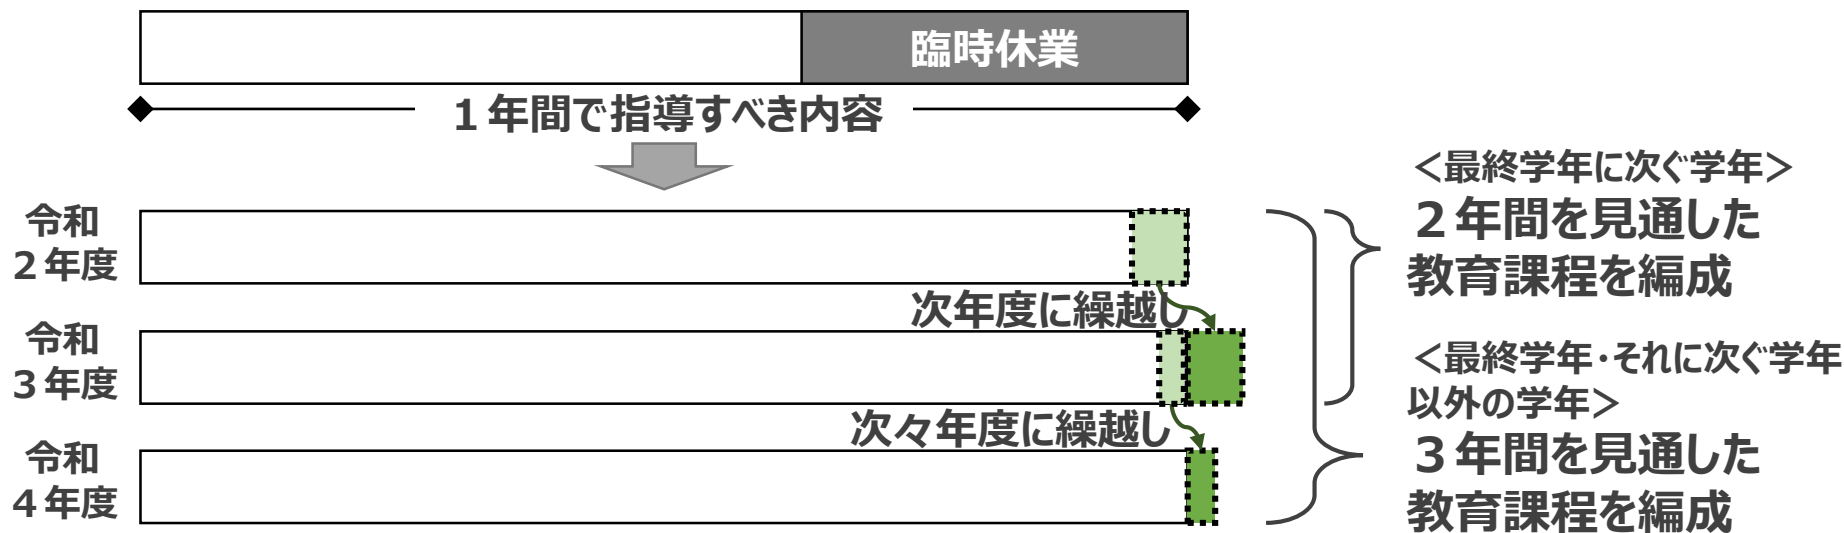 臨時休業
１年間で指導すべき内容
令和
２年度
次年度に繰越し
令和
３年度
次々年度に繰越し
令和
４年度
＜最終学年に次ぐ学年＞
２年間を見通した
教育課程を編成
＜最終学年・それに次ぐ学年
以外の学年＞
３年間を見通した
教育課程を編成